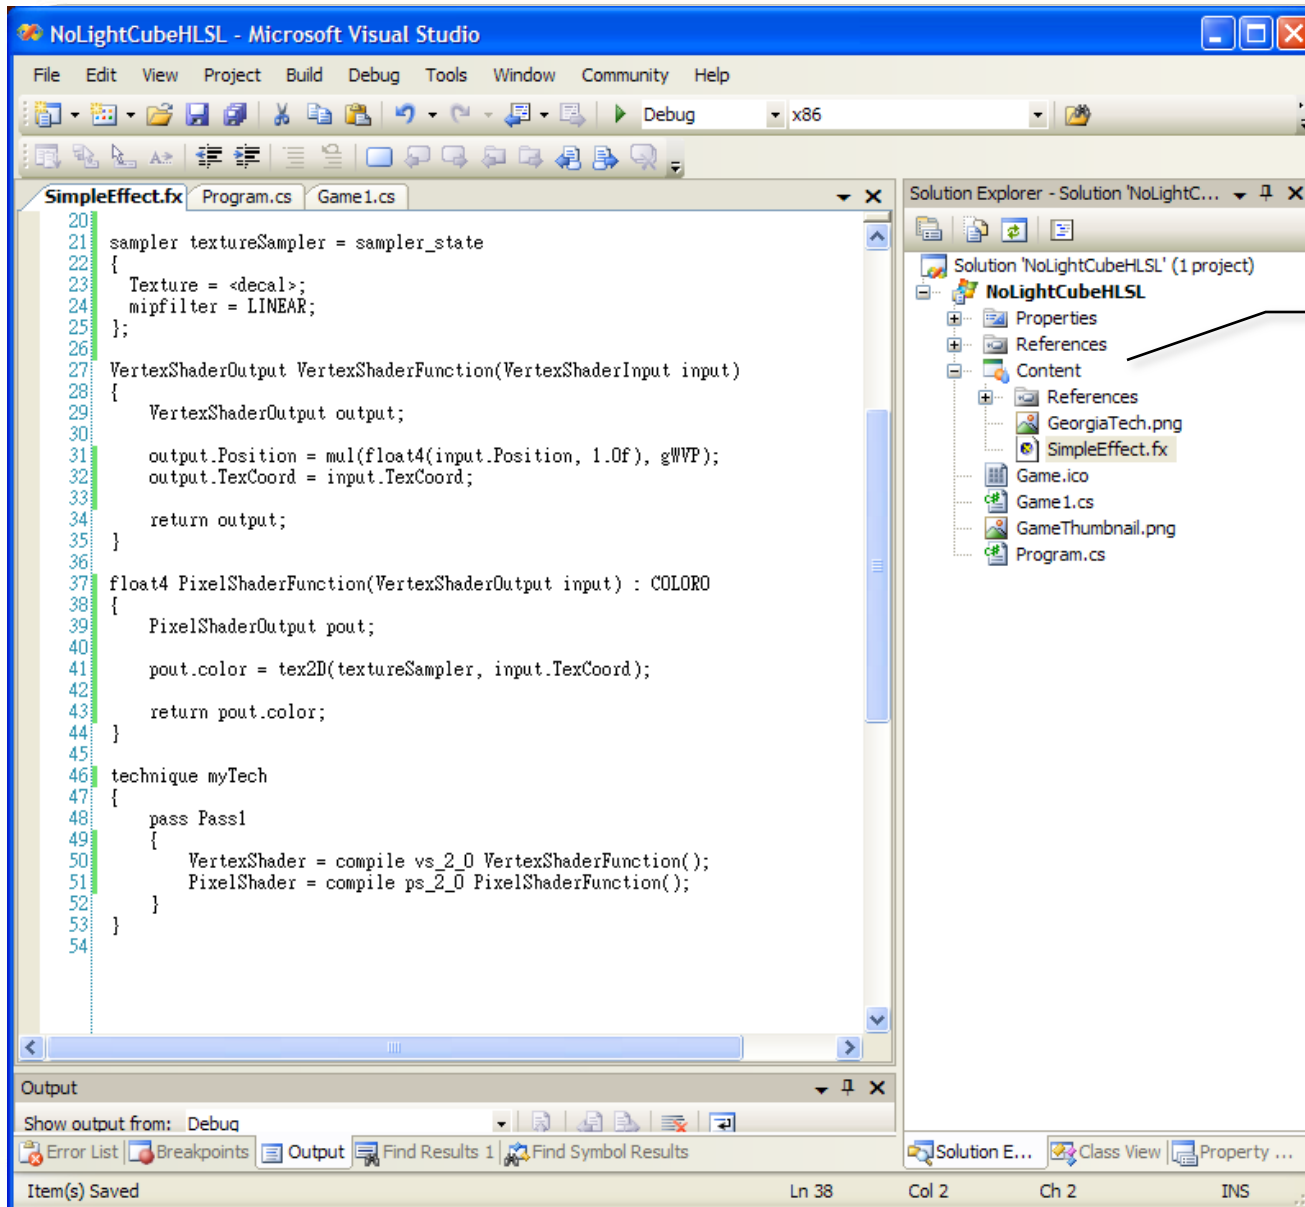 NoLightCubeHLSL - Microsoft Visual Studio
File Edit View Project Build Debug Tools Window Community Help
Debug x86
SimpleEffect.fx Program.cs Game1.cs
20
21 sampler textureSampler = sampler_state
22 {
23 Texture = <decal>;
24 mipfilter = LINEAR;
25 };
26
27 VertexShaderOutput VertexShaderFunction(VertexShaderInput input)
28 {
29 VertexShaderOutput output;
30
31 output.Position = mul(float4(input.Position, 1.0f), gWVP);
32 output.TexCoord = input.TexCoord;
33
34 return output;
35 }
36
37 float4 PixelShaderFunction(VertexShaderOutput input) : COLOR0
38 {
39 PixelShaderOutput pout;
40
41 pout.color = tex2D(textureSampler, input.TexCoord);
42
43 return pout.color;
44 }
45
46 technique myTech
47 {
48 pass Pass1
49 {
50 VertexShader = compile vs_2_0 VertexShaderFunction();
51 PixelShader = compile ps_2_0 PixelShaderFunction();
52 }
53 }
54
Solution Explorer - Solution 'NoLightC...
Solution 'NoLightCubeHLSL' (1 project)
NoLightCubeHLSL
Properties
References
Content
References
GeorgiaTech.png
SimpleEffect.fx
Game.ico
Game1.cs
GameThumbnail.png
Program.cs
Output
Show output from: Debug
Error List Breakpoints Output Find Results 1 Find Symbol Results
Solution E... Class View Property ...
Item(s) Saved Ln 38 Col 2 Ch 2 INS